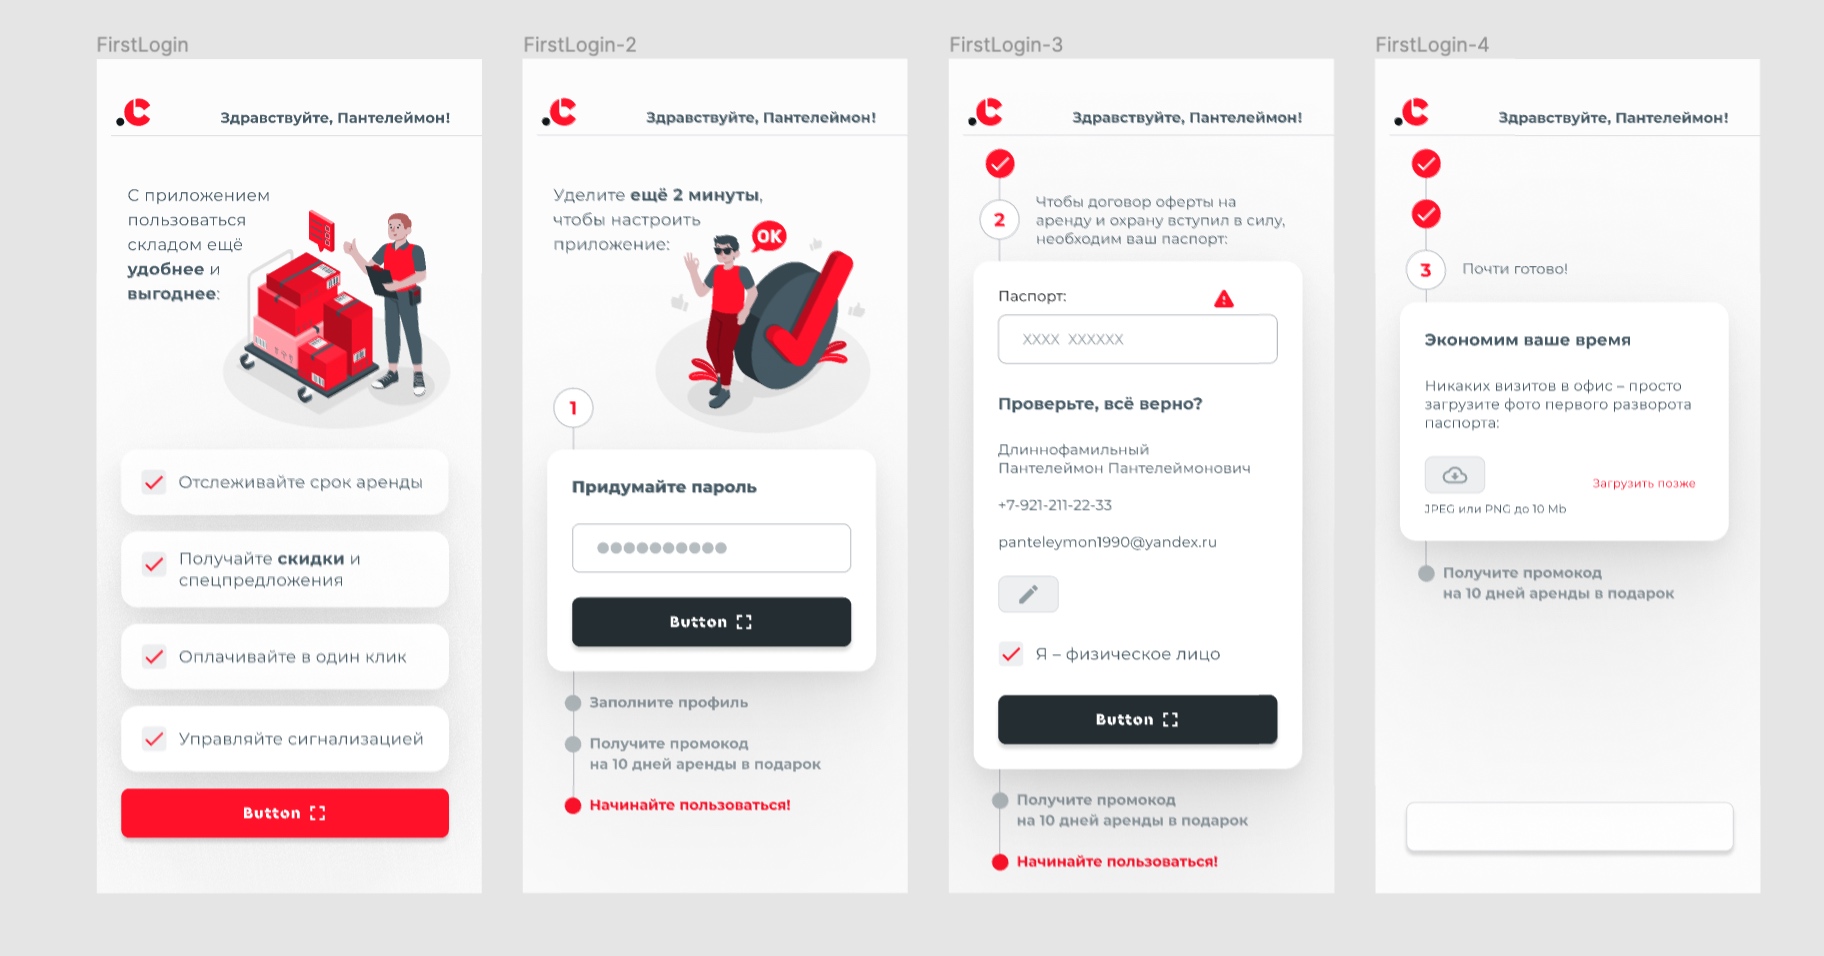 FirstLogin
Здравствуйте, Пантелеймон!
С приложением
пользоваться
складом ещё
удобнее и
выгоднее:
Отслеживайте срок аренды
Получайте скидки и
спецпредложения
Оплачивайте в один клик
Управляйте сигнализацией
Button
FirstLogin-2
Здравствуйте, Пантелеймон!
Уделите ещё 2 минуты,
чтобы настроить
приложение:
OK
1
Придумайте пароль
Button
Заполните профиль
Получите промокод
на 10 дней аренды в подарок
Начинайте пользоваться!
FirstLogin-3
Здравствуйте, Пантелеймон!
2
Чтобы договор оферты на
аренду и охрану вступил в силу,
необходим ваш паспорт:
Паспорт:
XXXX XXXXXX
Проверьте, всё верно?
Длиннофамильный
Пантелеймон Пантелеймонович
+7-921-211-22-33
panteleymon1990@yandex.ru
Я – физическое лицо
Button
Получите промокод
на 10 дней аренды в подарок
Начинайте пользоваться!
FirstLogin-4
Здравствуйте, Пантелеймон!
3
Почти готово!
Экономим ваше время
Никаких визитов в офис – просто
загрузите фото первого разворота
паспорта:
Загрузить позже
JPEG или PNG до 10 Mb
Получите промокод
на 10 дней аренды в подарок